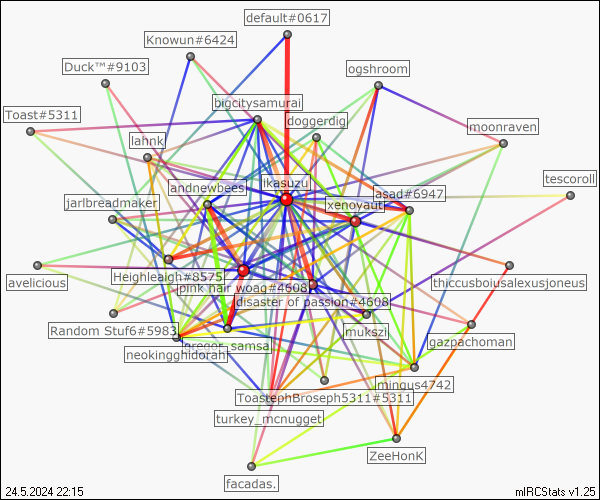 default#0617
Knowun#6424
Duck™#9103
ogshroom
bigcitysamurai
Toast#5311
doggerdig
moonraven
lahnk
tescoroll
landnewbees
ikasuzu
asad#6947
jarlbreadmaker
xenoyaut
avelicious
Heighleaigh#8575
thiccusboiusalexusjoneus
pink hair woag#4608
disaster of passion#4608
Random Stuf6#5983
mukszi
gazpachoman
gregor_samsa
neokingghidorah
mingus4742
ToastephBroseph5311#5311
turkey_mcnugget
ZeeHonK
facadas.
24.5.2024 22:15
mIRCStats v1.25